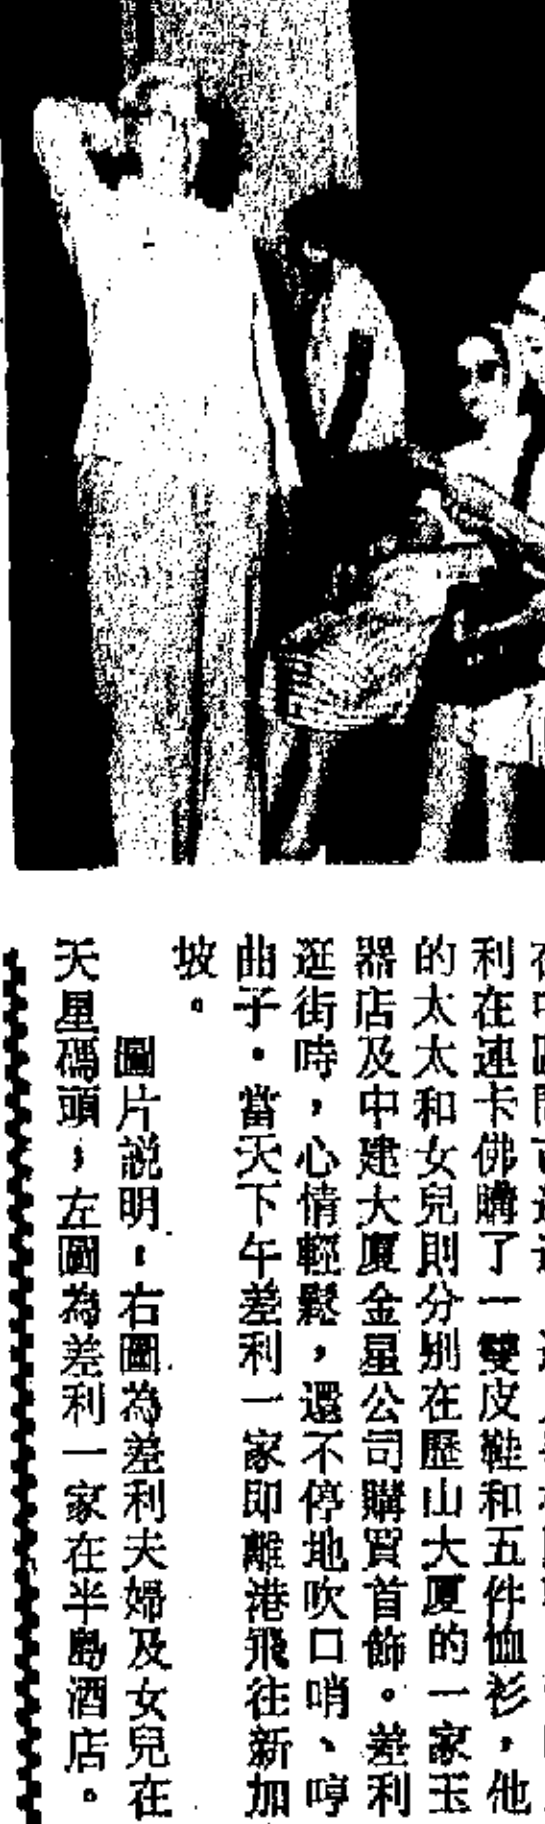 利在連卡佛購了一雙皮鞋和五件恤衫，他
的太太和女兒則分別在歷山大厦的一家玉
器店及中建大厦金星公司購買首飾。差利
逛街時，心情輕鬆，還不停地吹口哨、哼
曲子。當天下午差利一家即離港飛往新加
坡。
圖片説明：右圖為差利夫婦及女兒在
天星碼頭；左圖為差利一家在半島酒店。